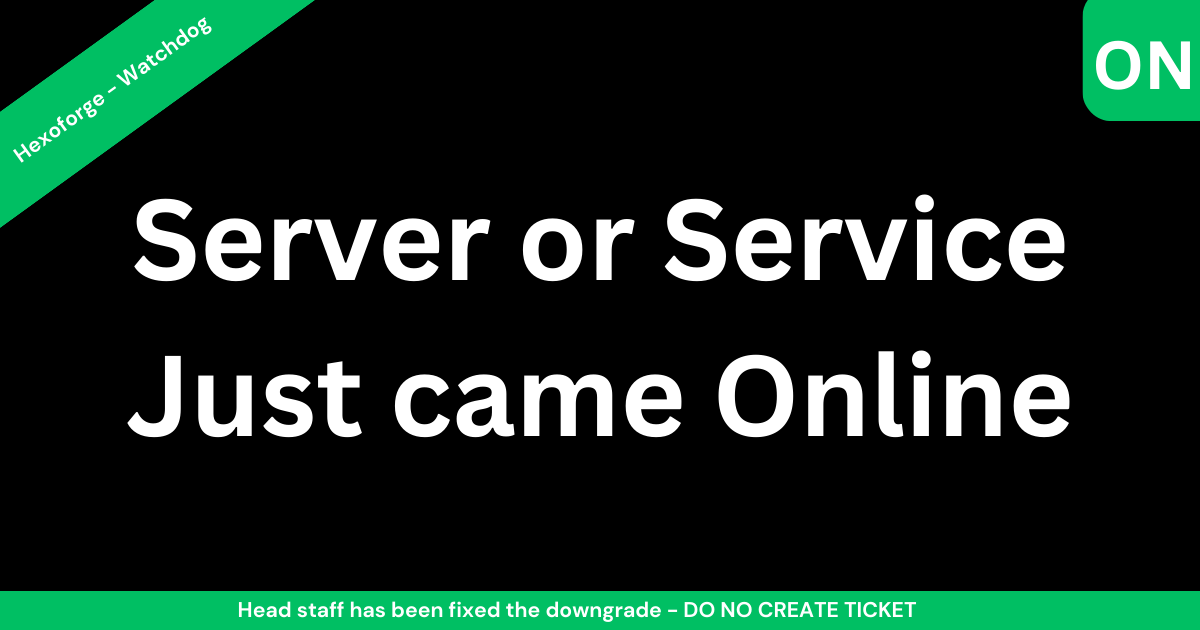 Hexoforge - Watchdog
ON
Server or Service
Just came Online
Head staff has been fixed the downgrade - DO NO CREATE TICKET